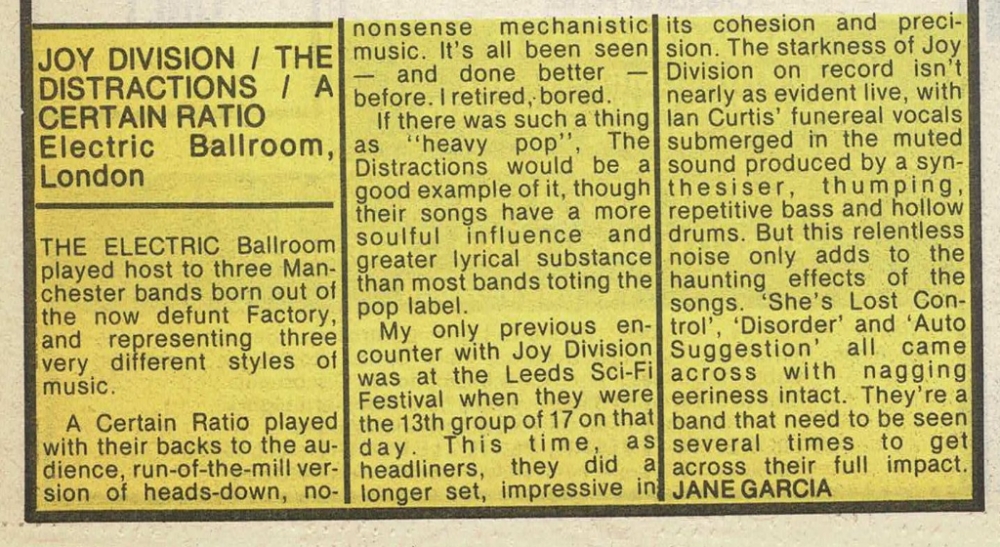 JOY DIVISION / THE
DISTRACTIONS / A
CERTAIN RATIO
Electric Ballroom,
London
THE ELECTRIC Ballroom
played host to three Man-
chester bands born out of
the now defunt Factory,
and representing three
very different styles of
music.
A Certain Ratio played
with their backs to the au-
dience, run-of-the-mill ver-
sion of heads-down, no-
nonsense mechanistic
music. It's all been seen
— and done better —
before. I retired, bored.
If there was such a thing
as "heavy pop", The
Distractions would be a
good example of it, though
their songs have a more
soulful influence and
greater lyrical substance
than most bands toting the
pop label.
My only previous en-
counter with Joy Division
was at the Leeds Sci-Fi
Festival when they were
the 13th group of 17 on that
day. This time, as
headliners, they did a
longer set, impressive in
its cohesion and preci-
sion. The starkness of Joy
Division on record isn't
nearly as evident live, with
Ian Curtis' funereal vocals
submerged in the muted
sound produced by a syn-
thesiser, thumping,
repetitive bass and hollow
drums. But this relentless
noise only adds to the
haunting effects of the
songs. 'She's Lost Con-
trol', 'Disorder' and 'Auto
Suggestion' all came
across with nagging
eeriness intact. They're a
band that need to be seen
several times to get
across their full impact.
JANE GARCIA